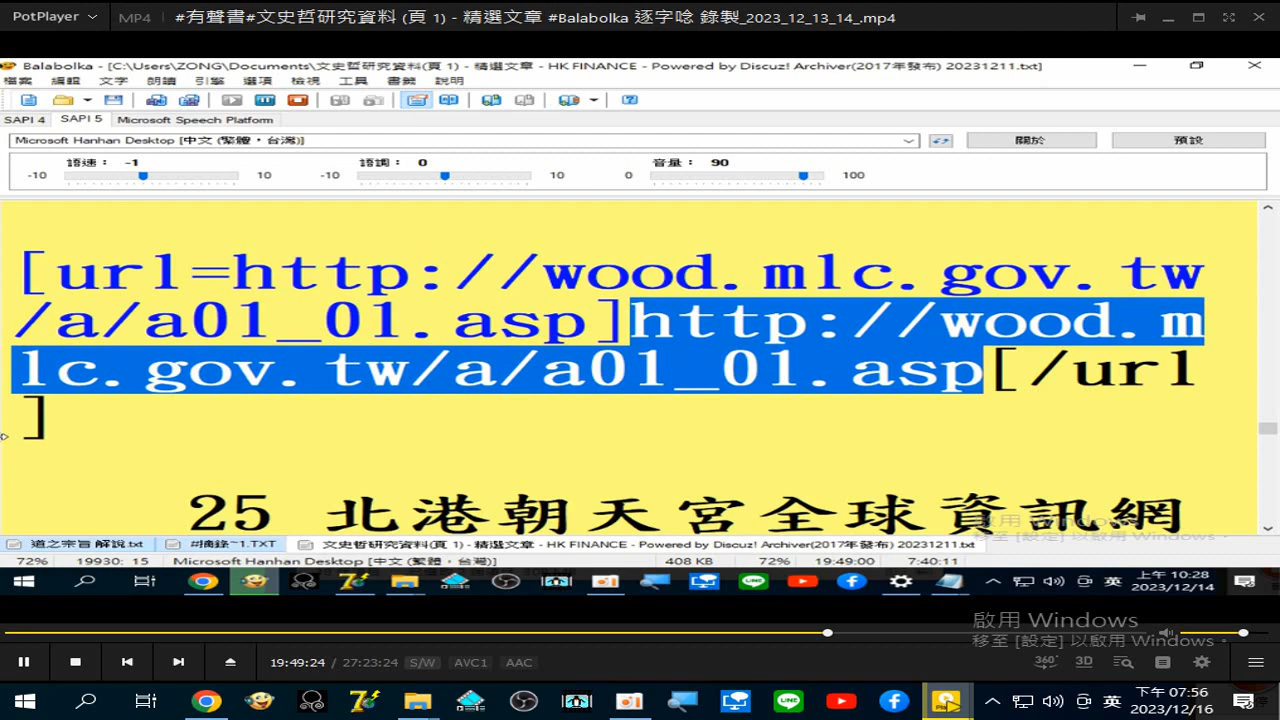 PotPlayer MP4 #有聲書#文史哲研究資料 (頁 1) - 精選文章 #Balabolka 逐字唸 錄製_2023_12_13_14_.mp4
Balabolka - [C:\Users\ZONG\Documents\文史哲研究資料(頁 1) - 精選文章 - HK FINANCE - Powered by Discuz! Archiver(2017年發布) 20231211.txt]
檔案 編輯 文字 朗讀 引擎 選項 檢視 工具 書籤 說明
SAPI 4 SAPI 5 Microsoft Speech Platform
Microsoft Hanhan Desktop [中文 (繁體，台灣)] 關於 預設
語速： -1 語調： 0 音量： 90
-10 10 -10 10 0 100
[url=http://wood.mlc.gov.tw
/a/a01_01.asp]http://wood.m
lc.gov.tw/a/a01_01.asp[/url
]
25 北港朝天宮全球資訊網
啟用 Windows
移至 [設定] 以啟用 Windows。
道之宗旨 解說.txt #摘錄~1.TXT 文史哲研究資料(頁 1) - 精選文章 - HK FINANCE - Powered by Discuz! Archiver(2017年發布) 20231211.txt
72% 19930: 15 Microsoft Hanhan Desktop [中文 (繁體，台灣)] 408 KB 72% 19:49:00 7:40:11
英 上午 10:28
2023/12/14
啟用 Windows
移至 [設定] 以啟用 Windows。
19:49:24 / 27:23:24 S/W AVC1 AAC 360° 3D
英 下午 07:56
2023/12/16